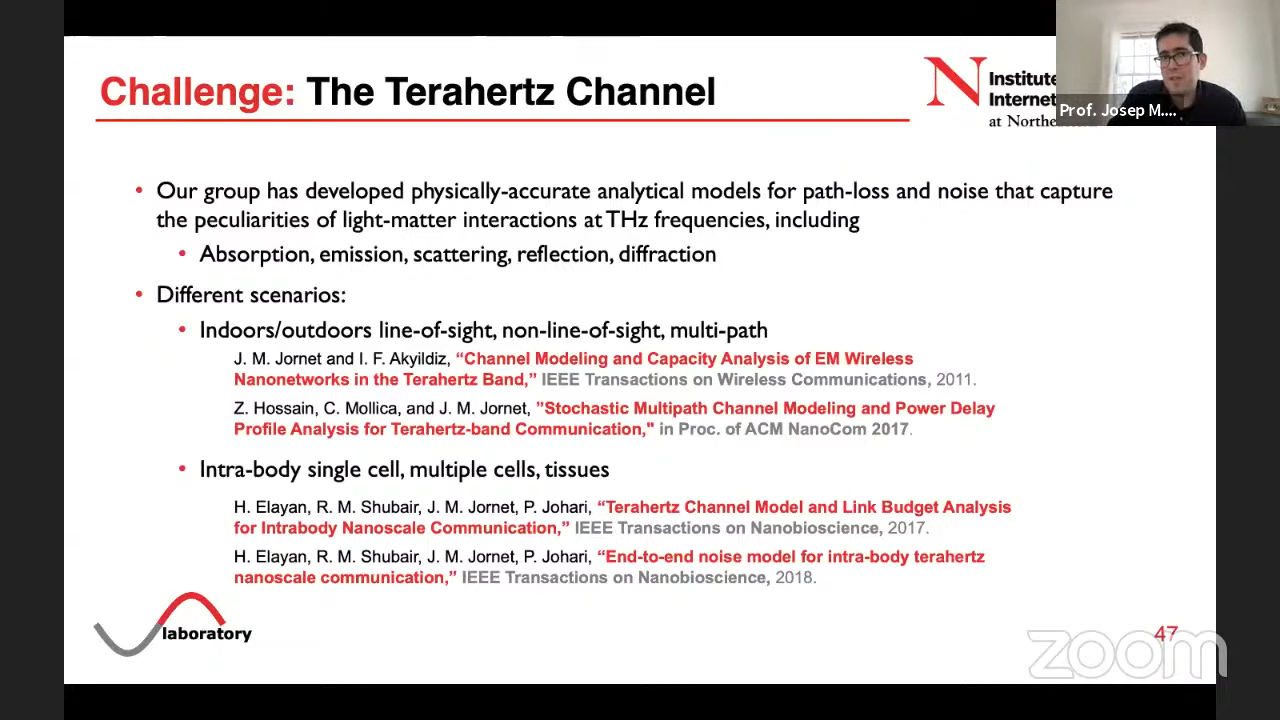 Challenge: The Terahertz Channel
N
Institute
Internet
at Northe
Prof. Josep M....
• Our group has developed physically-accurate analytical models for path-loss and noise that capture
the peculiarities of light-matter interactions at THz frequencies, including
• Absorption, emission, scattering, reflection, diffraction
• Different scenarios:
• Indoors/outdoors line-of-sight, non-line-of-sight, multi-path
J. M. Jornet and I. F. Akyildiz, “Channel Modeling and Capacity Analysis of EM Wireless
Nanonetworks in the Terahertz Band,” IEEE Transactions on Wireless Communications, 2011.
Z. Hossain, C. Mollica, and J. M. Jornet, "Stochastic Multipath Channel Modeling and Power Delay
Profile Analysis for Terahertz-band Communication," in Proc. of ACM NanoCom 2017.
• Intra-body single cell, multiple cells, tissues
H. Elayan, R. M. Shubair, J. M. Jornet, P. Johari, “Terahertz Channel Model and Link Budget Analysis
for Intrabody Nanoscale Communication,” IEEE Transactions on Nanobioscience, 2017.
H. Elayan, R. M. Shubair, J. M. Jornet, P. Johari, “End-to-end noise model for intra-body terahertz
nanoscale communication,” IEEE Transactions on Nanobioscience, 2018.
laboratory
47
zoom